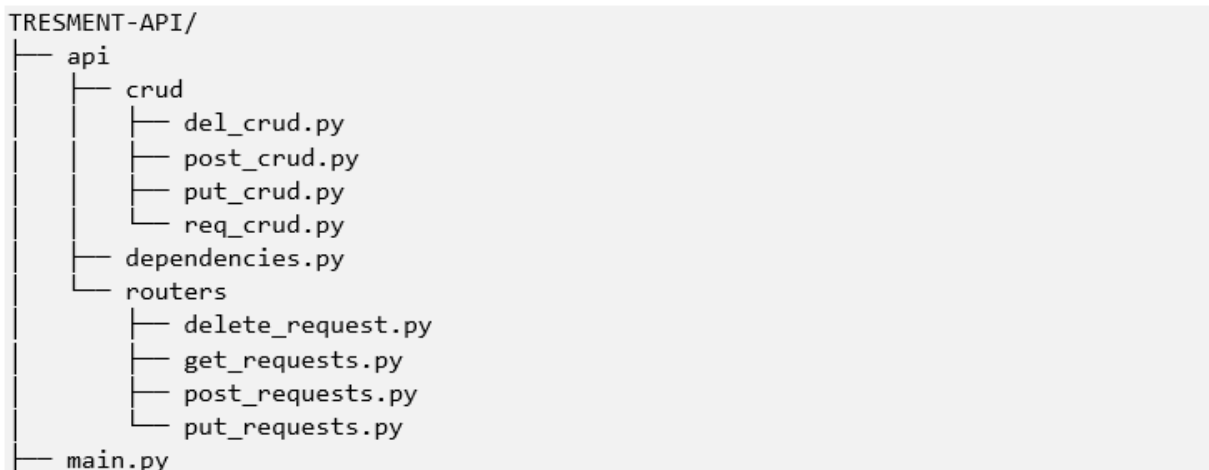 TRESMENT-API/
├── api
│   ├── crud
│   │   ├── del_crud.py
│   │   ├── post_crud.py
│   │   ├── put_crud.py
│   │   └── req_crud.py
│   ├── dependencies.py
│   └── routers
│       ├── delete_request.py
│       ├── get_requests.py
│       ├── post_requests.py
│       └── put_requests.py
├── main.py